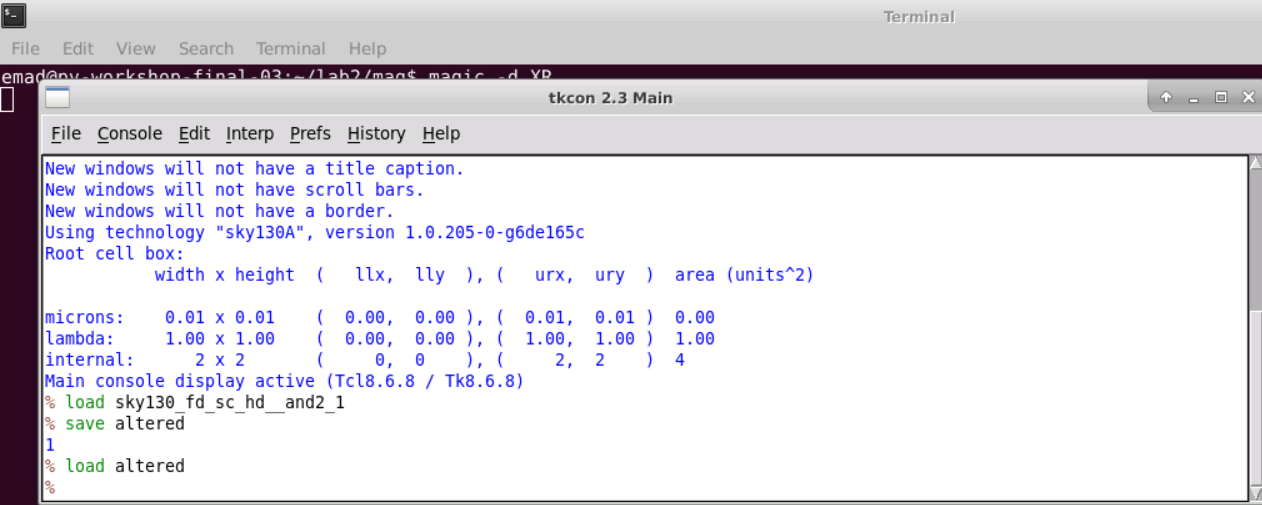 Terminal
File Edit View Search Terminal Help
emad@pv-workshop-final-03:~/lab2/mag$ magic -d XR
tkcon 2.3 Main
File Console Edit Interp Prefs History Help
New windows will not have a title caption.
New windows will not have scroll bars.
New windows will not have a border.
Using technology "sky130A", version 1.0.205-0-g6de165c
Root cell box:
width x height ( llx, lly ), ( urx, ury ) area (units^2)
microns: 0.01 x 0.01 ( 0.00, 0.00 ), ( 0.01, 0.01 ) 0.00
lambda: 1.00 x 1.00 ( 0.00, 0.00 ), ( 1.00, 1.00 ) 1.00
internal: 2 x 2 ( 0, 0 ), ( 2, 2 ) 4
Main console display active (Tcl8.6.8 / Tk8.6.8)
% load sky130_fd_sc_hd__and2_1
% save altered
1
% load altered
%